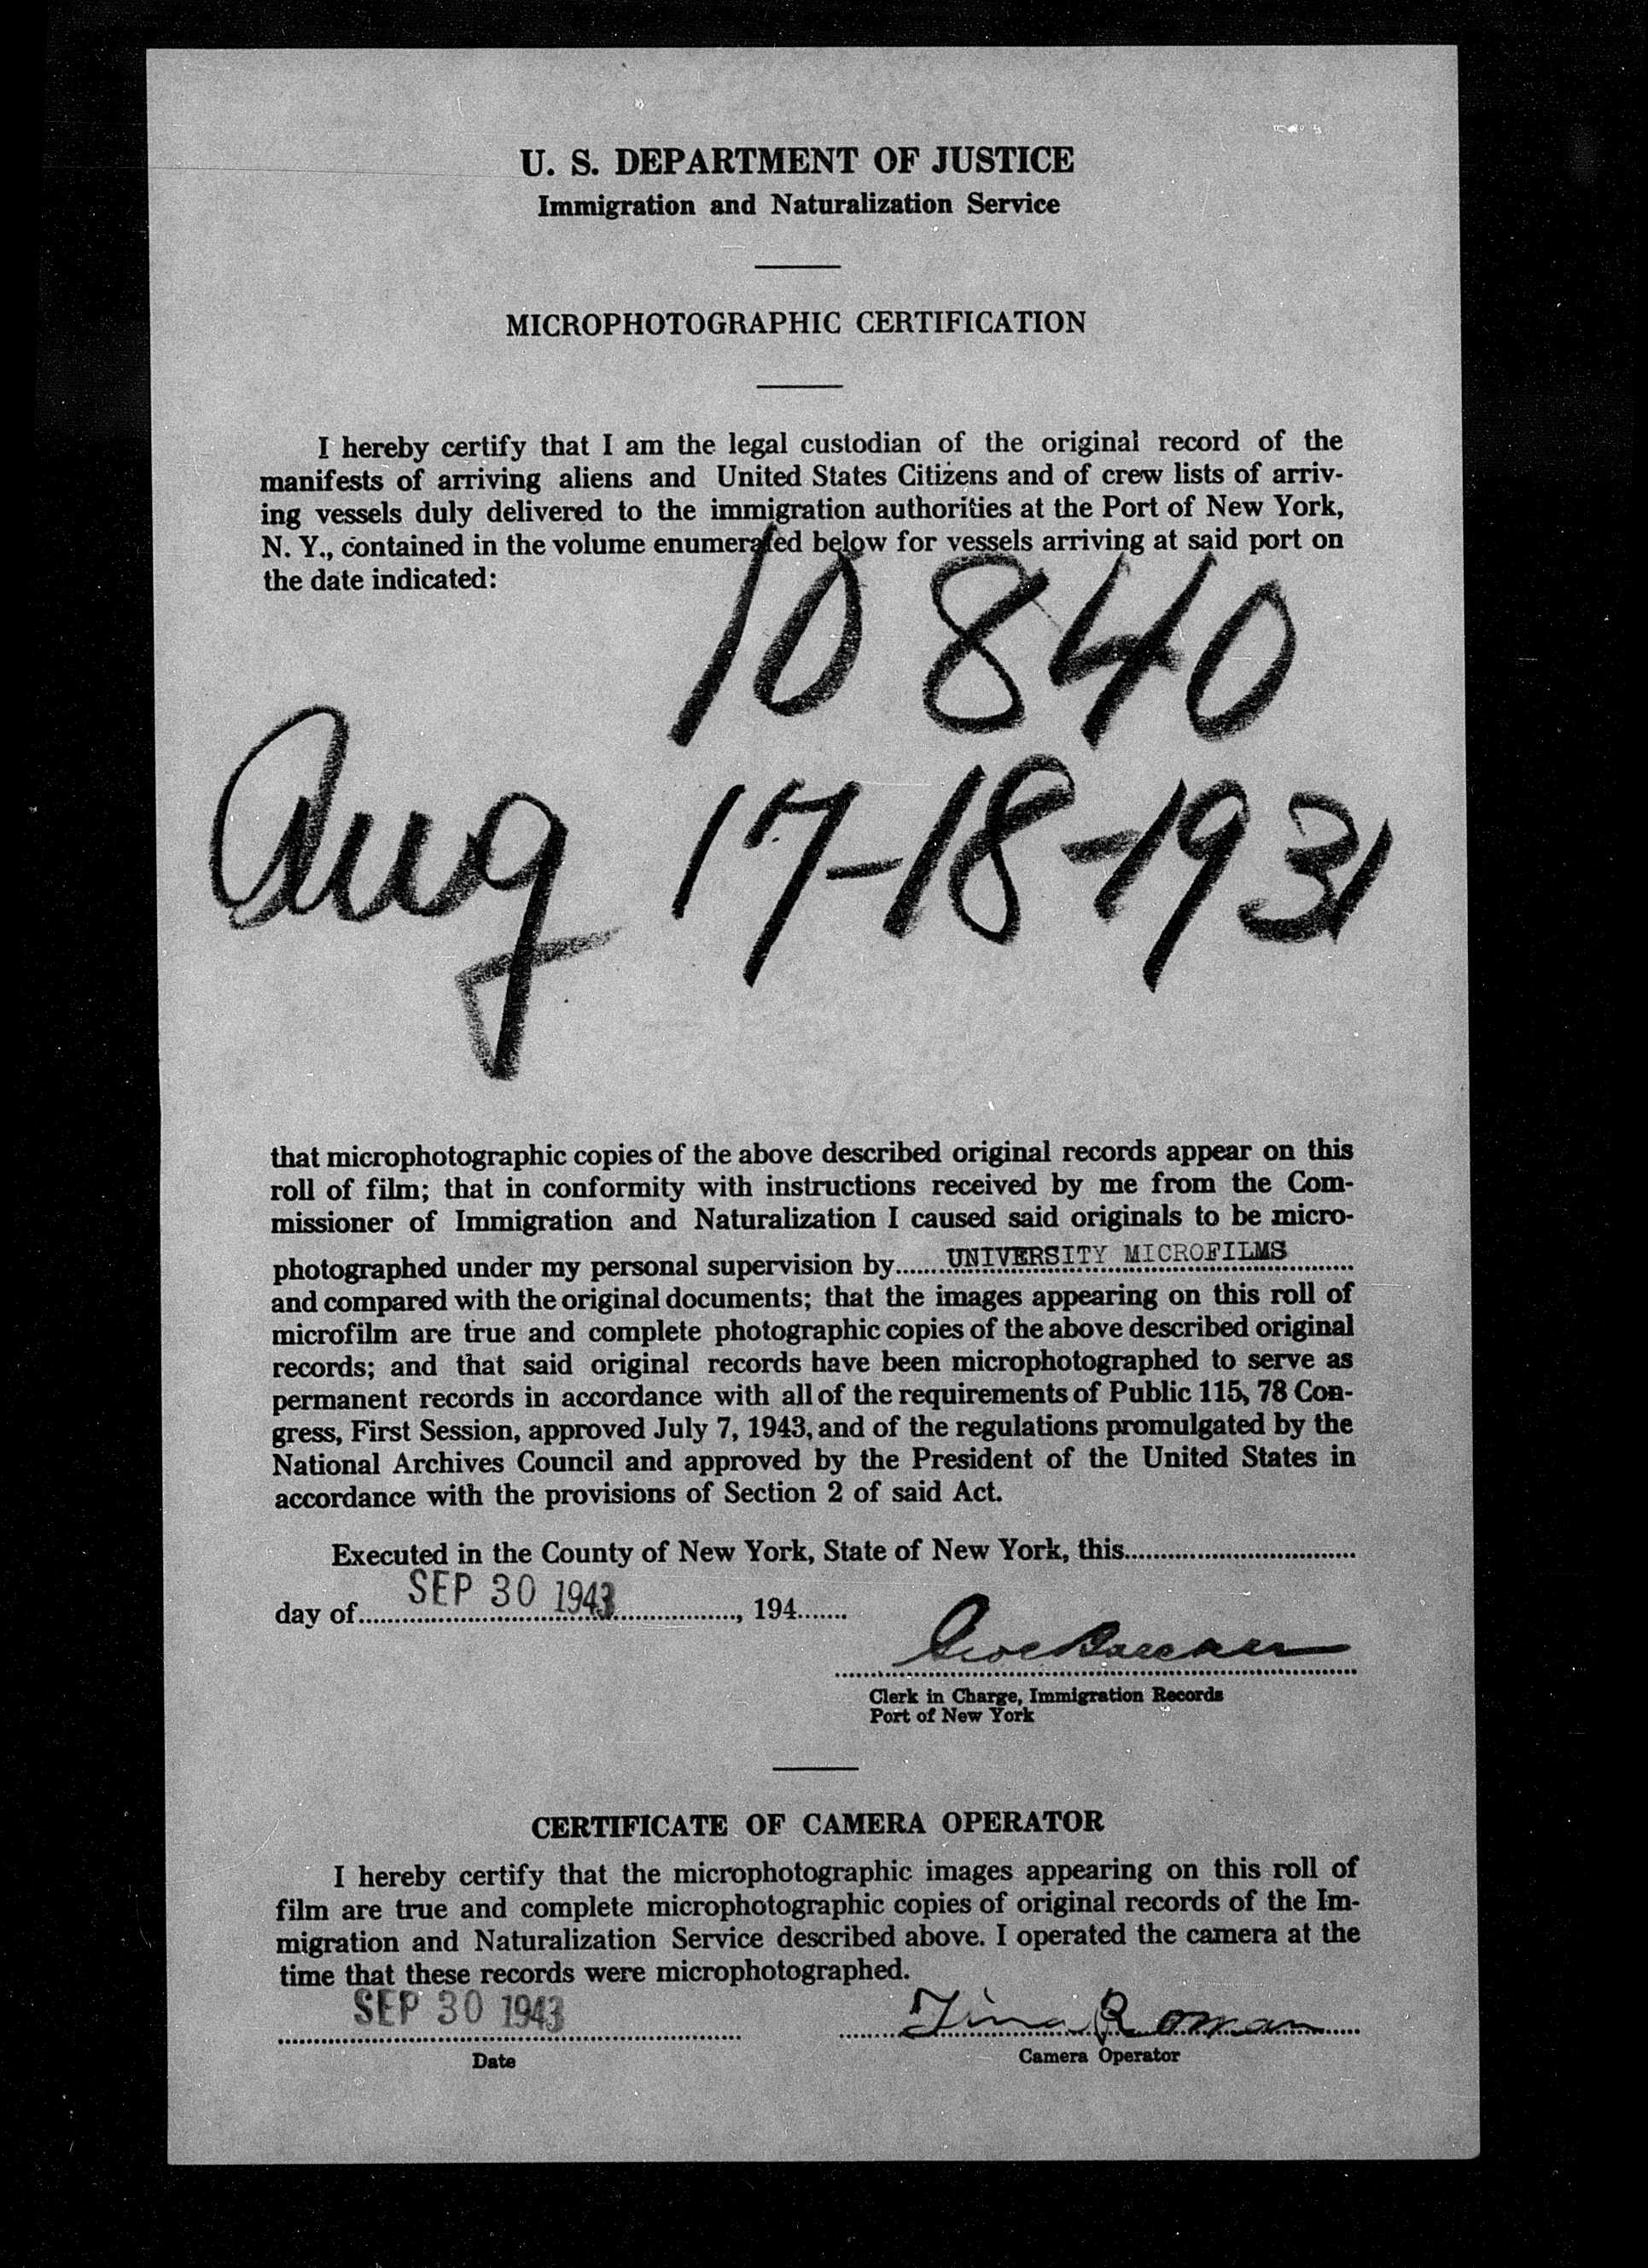 U. S. DEPARTMENT OF JUSTICE
Immigration and Naturalization Service
MICROPHOTOGRAPHIC CERTIFICATION
I hereby certify that I am the legal custodian of the original record of the
manifests of arriving aliens and United States Citizens and of crew lists of arriv-
ing vessels duly delivered to the immigration authorities at the Port of New York,
N. Y., contained in the volume enumerated below for vessels arriving at said port on
the date indicated:
10840
Aug 17-18-1931
that microphotographic copies of the above described original records appear on this
roll of film; that in conformity with instructions received by me from the Com-
missioner of Immigration and Naturalization I caused said originals to be micro-
photographed under my personal supervision by UNIVERSITY MICROFILMS
and compared with the original documents; that the images appearing on this roll of
microfilm are true and complete photographic copies of the above described original
records; and that said original records have been microphotographed to serve as
permanent records in accordance with all of the requirements of Public 115, 78 Con-
gress, First Session, approved July 7, 1943, and of the regulations promulgated by the
National Archives Council and approved by the President of the United States in
accordance with the provisions of Section 2 of said Act.
Executed in the County of New York, State of New York, this
day of SEP 30 1943, 194
Clerk in Charge, Immigration Records
Port of New York
CERTIFICATE OF CAMERA OPERATOR
I hereby certify that the microphotographic images appearing on this roll of
film are true and complete microphotographic copies of original records of the Im-
migration and Naturalization Service described above. I operated the camera at the
time that these records were microphotographed.
SEP 30 1943 Tina Roman
Date Camera Operator